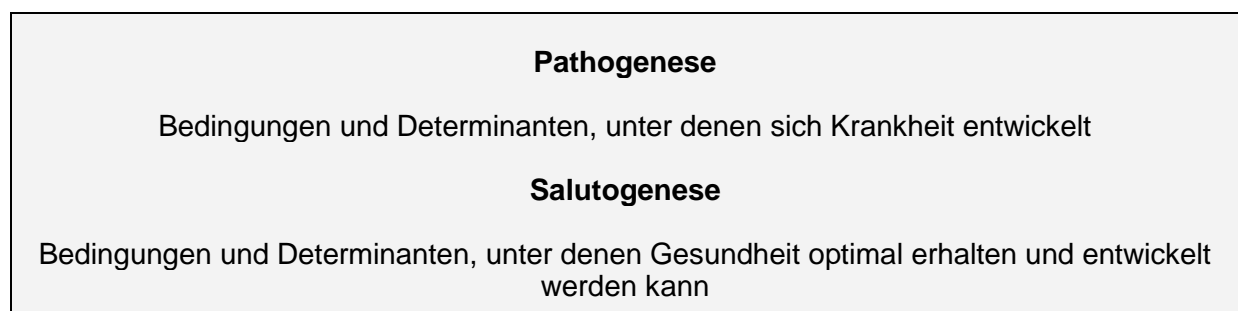 Pathogenese
Bedingungen und Determinanten, unter denen sich Krankheit entwickelt
Salutogenese
Bedingungen und Determinanten, unter denen Gesundheit optimal erhalten und entwickelt
werden kann